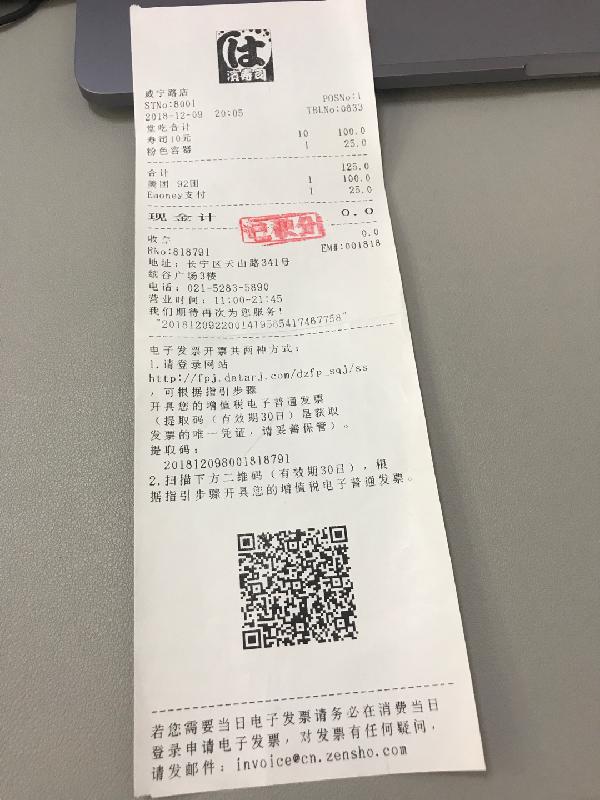 は
滨寿司
威宁路店
STNo:8001 POSNo:1
2018-12-09 20:05 TBLNo:0833
堂吃合计
寿司10元 10 100.0
粉色容器 1 25.0
合计 125.0
美团 92团 1 100.0
Emoney支付 1 25.0
现金计 0.0
已积分
收金 0.0
RNo:818791 EM#:001818
地址：长宁区天山路341号
缤谷广场3楼
电话：021-5283-5890
营业时间：11:00-21:45
我们期待再次为您服务！
"2018120922001419565417467758"
电子发票开票共两种方式：
1.请登录网站
http://fpj.datarj.com/dzfp_sqj/ss
，可根据指引步骤
开具您的增值税电子普通发票
（提取码（有效期30日）是获取
发票的唯一凭证，请妥善保管）。
提取码：
201812098001818791
2.扫描下方二维码（有效期30日），根
据指引步骤开具您的增值税电子普通发票。
若您需要当日电子发票请务必在消费当日
登录申请电子发票，对发票有任何疑问，
请发邮件：invoice@cn.zensho.com